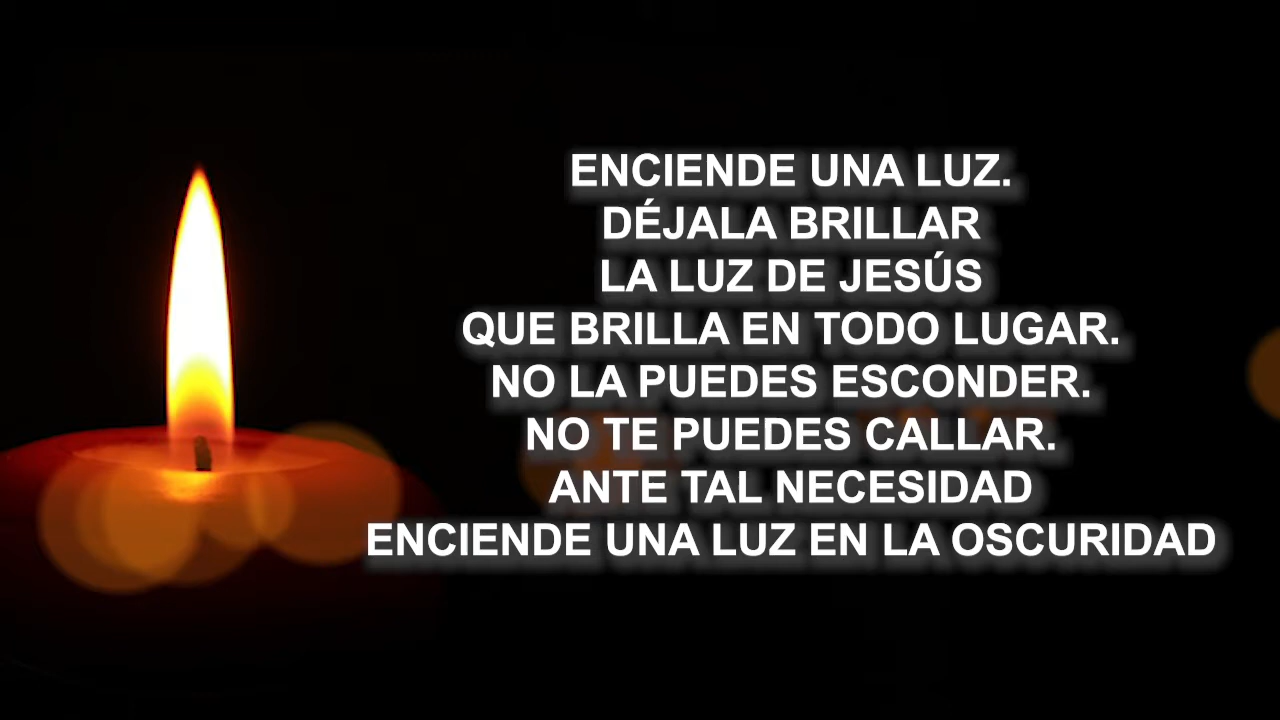 ENCIENDE UNA LUZ.
DÉJALA BRILLAR
LA LUZ DE JESÚS
QUE BRILLA EN TODO LUGAR.
NO LA PUEDES ESCONDER.
NO TE PUEDES CALLAR.
ANTE TAL NECESIDAD
ENCIENDE UNA LUZ EN LA OSCURIDAD